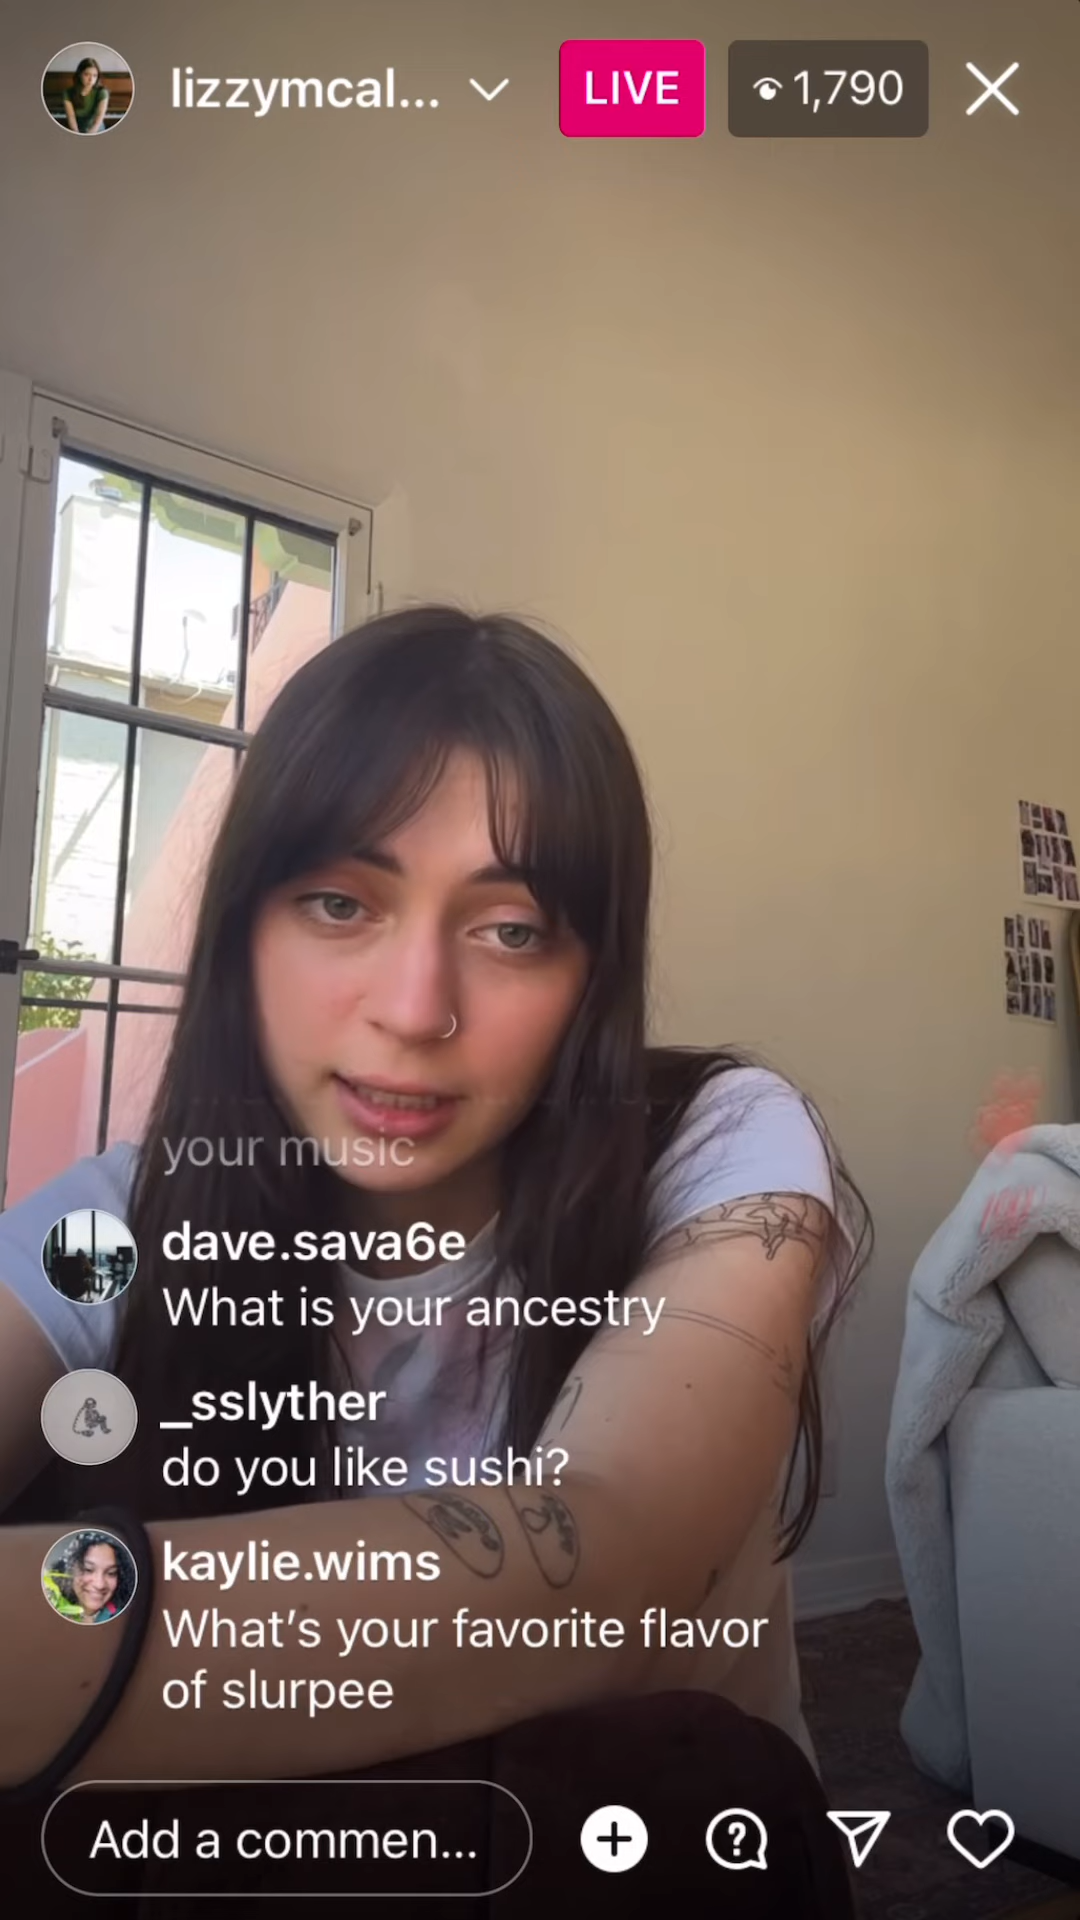 lizzymcal...
LIVE
1,790
your music
dave.sava6e
What is your ancestry
_sslyther
do you like sushi?
kaylie.wims
What’s your favorite flavor
of slurpee
Add a commen...